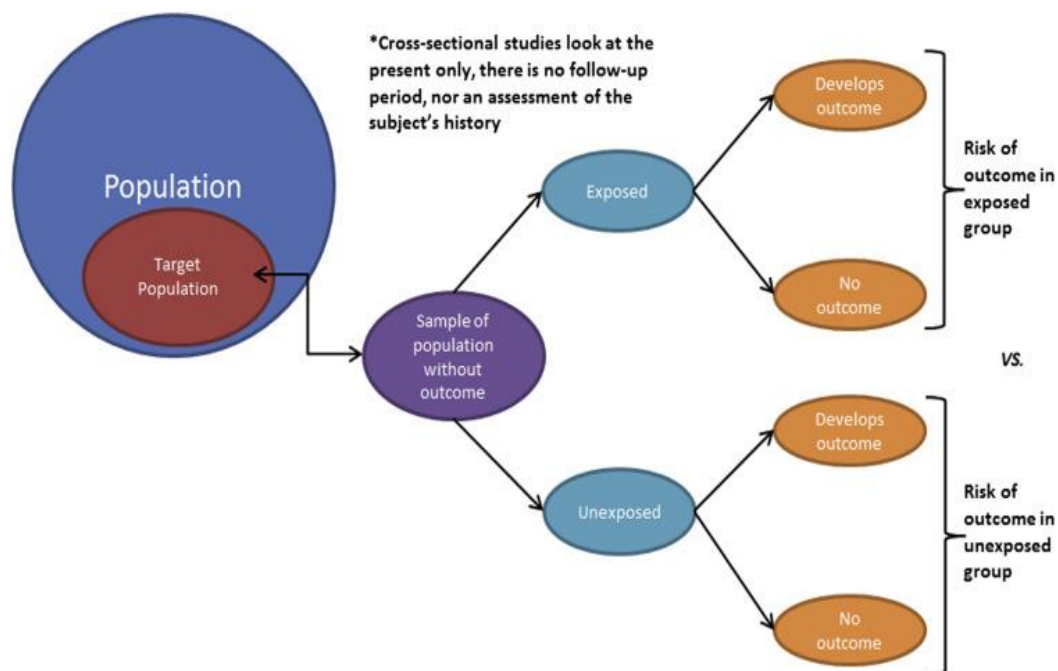 *Cross-sectional studies look at the
present only, there is no follow-up
period, nor an assessment of the
subject's history
Population
Target
Population
Sample of
population
without
outcome
Exposed
Unexposed
Develops
outcome
No
outcome
Risk of
outcome in
exposed
group
VS.
Develops
outcome
No
outcome
Risk of
outcome in
unexposed
group